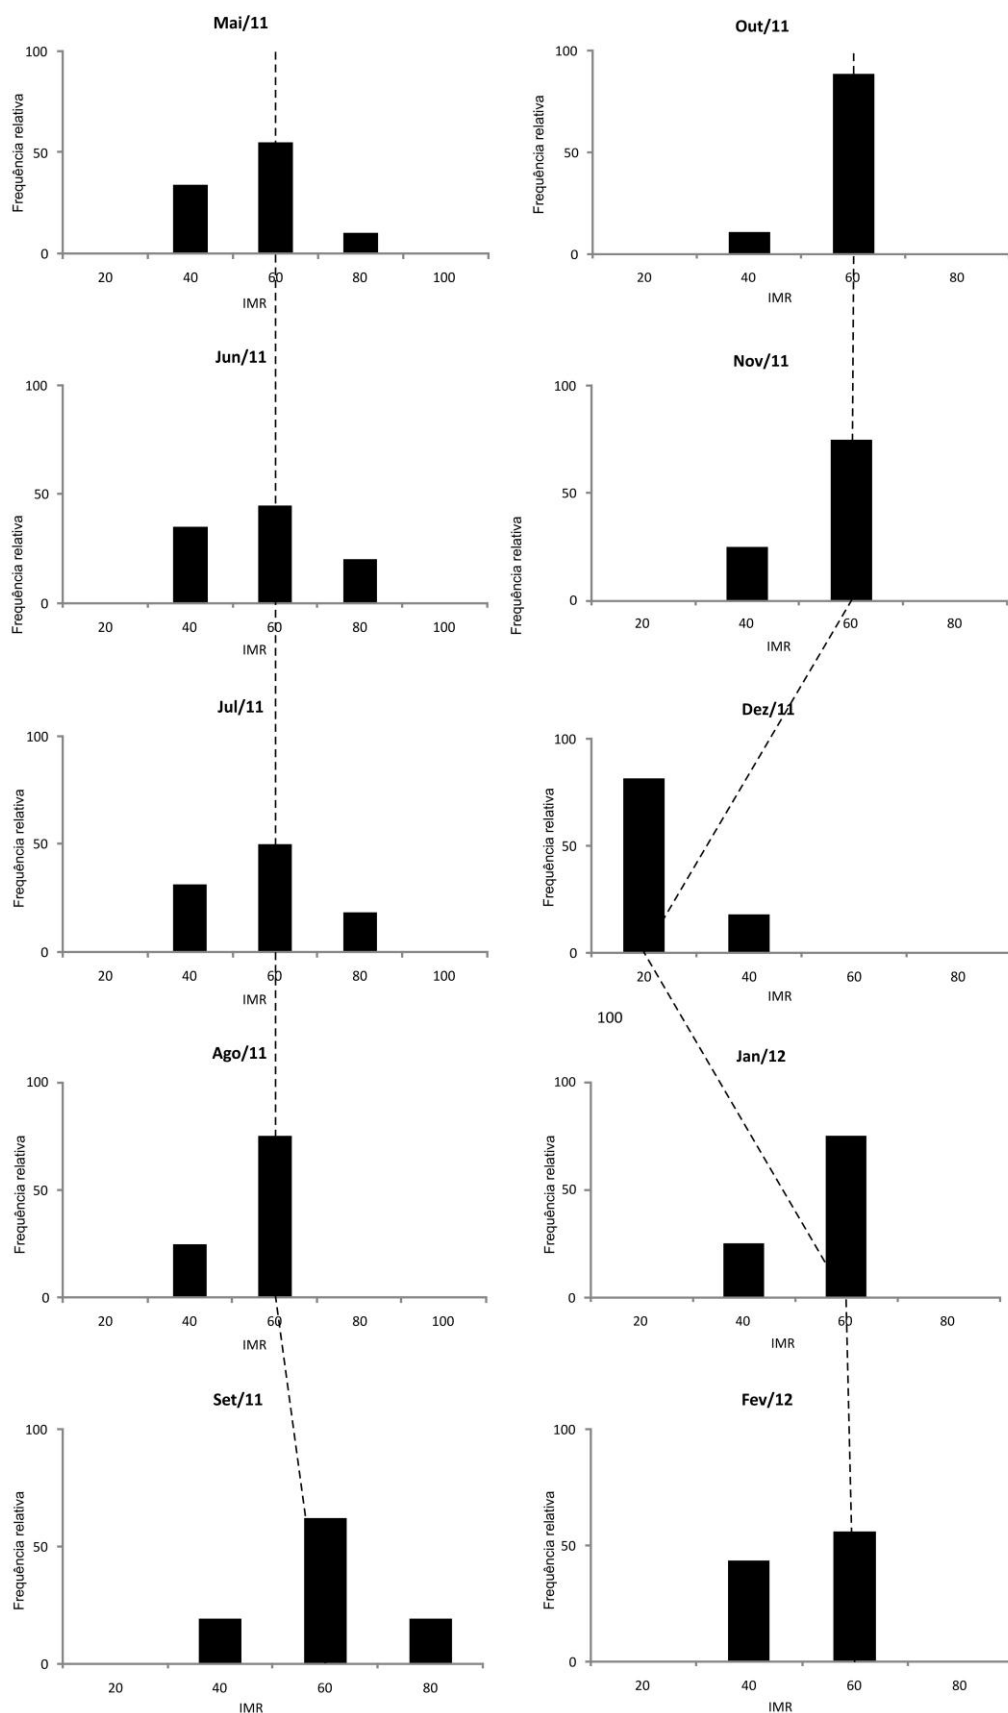 Mai/11
100
50
0
Frequência relativa
20 40 60 80 100
IMR
Jun/11
100
50
0
Frequência relativa
20 40 60 80 100
IMR
Jul/11
100
50
0
Frequência relativa
20 40 60 80 100
IMR
Ago/11
100
50
0
Frequência relativa
20 40 60 80 100
IMR
Set/11
100
50
0
Frequência relativa
20 40 60 80
IMR
Out/11
100
50
0
Frequência relativa
20 40 60 80
IMR
Nov/11
100
50
0
Frequência relativa
20 40 60 80
IMR
Dez/11
100
50
0
Frequência relativa
20 40 60 80
IMR
100
Jan/12
100
50
0
Frequência relativa
20 40 60 80
IMR
Fev/12
100
50
0
Frequência relativa
20 40 60 80
IMR